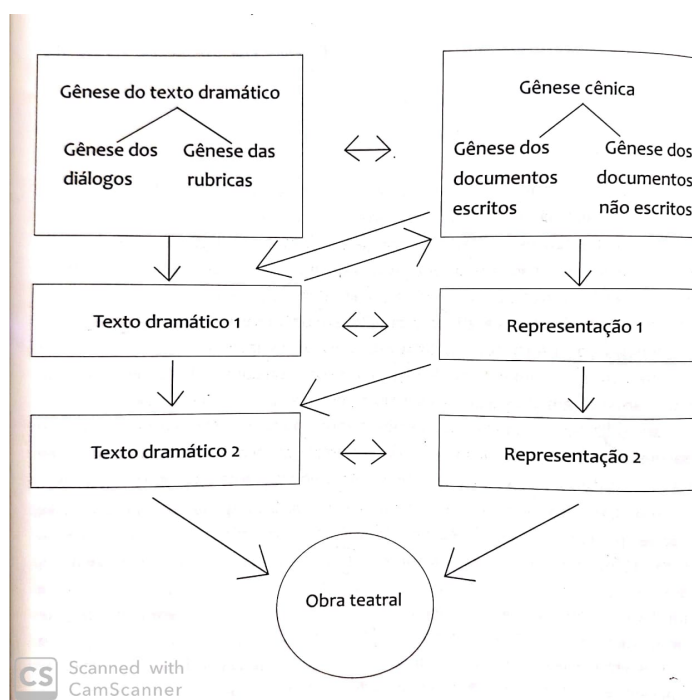 Gênese do texto dramático
Gênese dos
diálogos
Gênese das
rubricas
Gênese cênica
Gênese dos
documentos
escritos
Gênese dos
documentos
não escritos
Texto dramático 1
Representação 1
Texto dramático 2
Representação 2
Obra teatral
CS
Scanned with
CamScanner